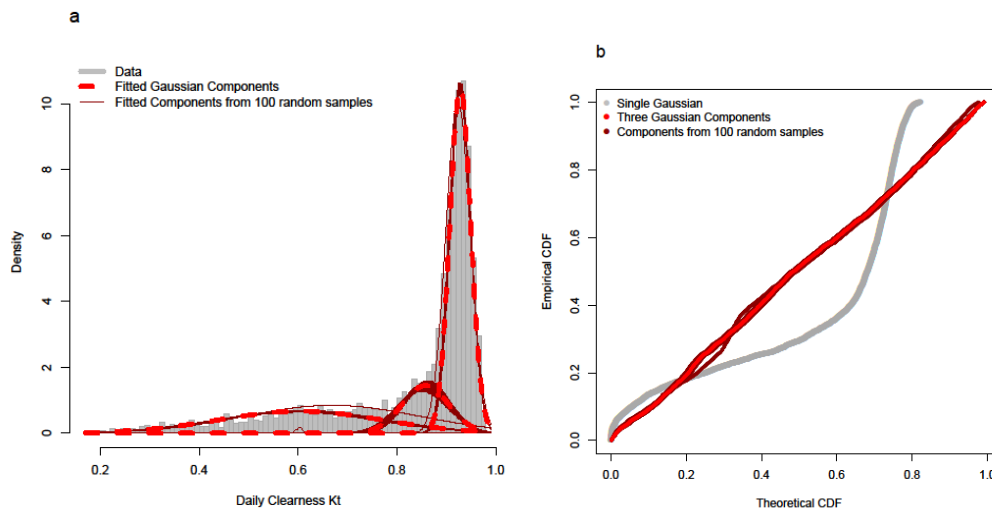 a
Data
Fitted Gaussian Components
Fitted Components from 100 random samples
Density
10
8
6
4
2
0
0.2 0.4 0.6 0.8 1.0
Daily Clearness Kt
b
Single Gaussian
Three Gaussian Components
Components from 100 random samples
Empirical CDF
1.0
0.8
0.6
0.4
0.2
0.0
0.0 0.2 0.4 0.6 0.8 1.0
Theoretical CDF